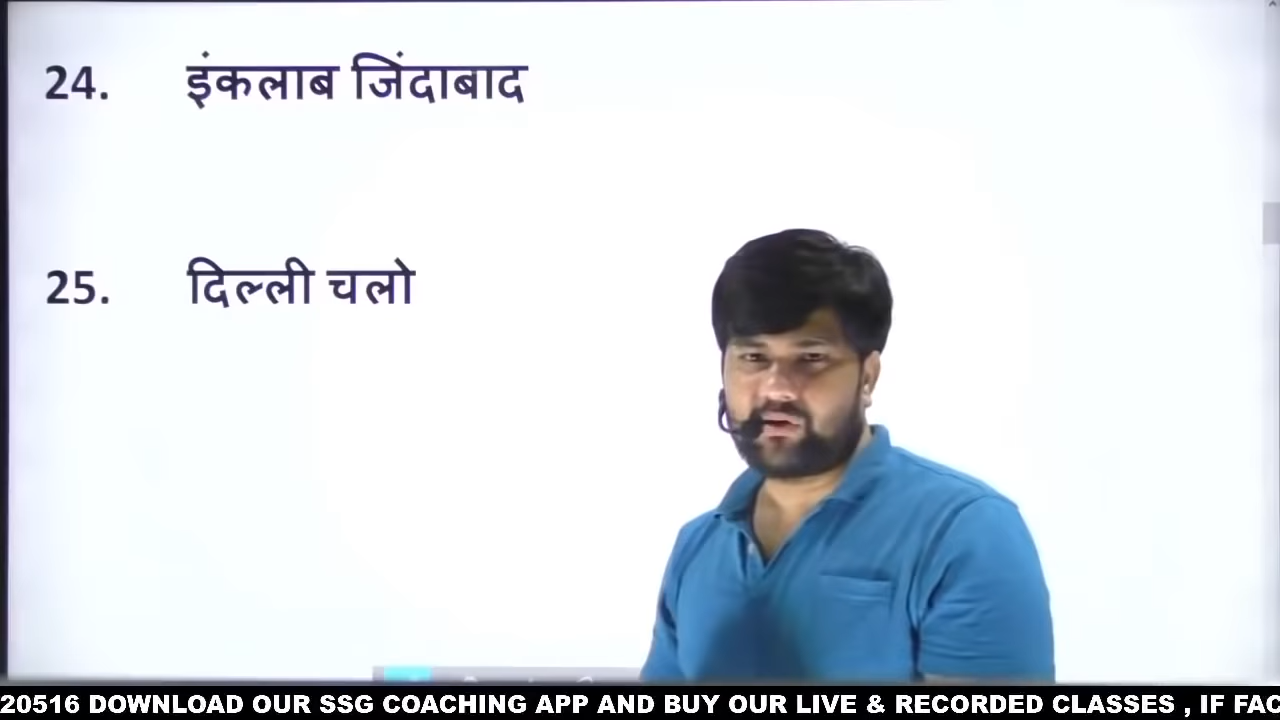 24. इंकलाब जिंदाबाद
25. दिल्ली चलो
20516 DOWNLOAD OUR SSG COACHING APP AND BUY OUR LIVE & RECORDED CLASSES , IF FAC